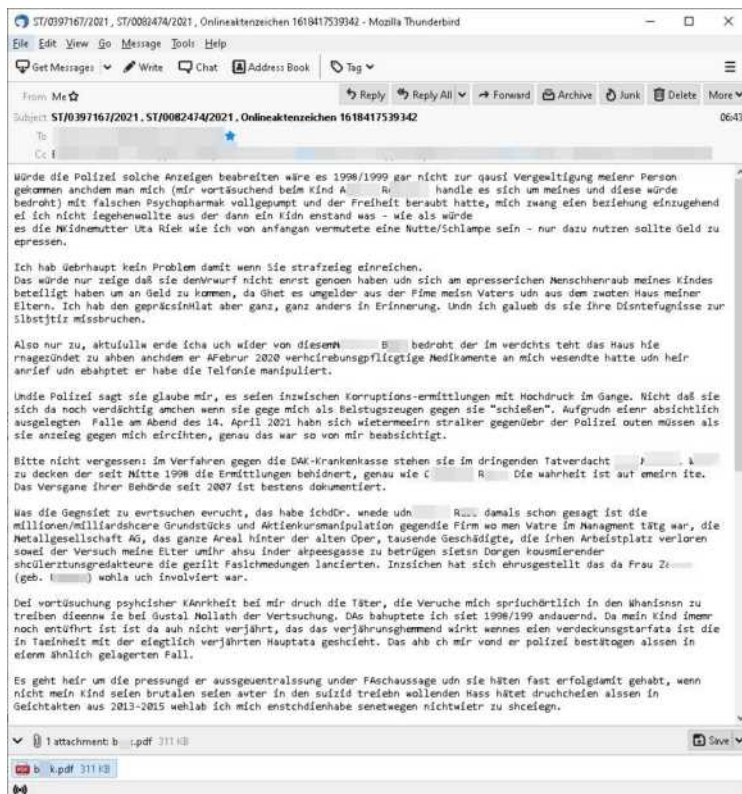 ST/0397167/2021 , ST/0082474/2021 , Onlineaktenzeichen 1618417539342 - Mozilla Thunderbird
File Edit View Go Message Tools Help
Get Messages Write Chat Address Book Tag
From Me Reply Reply All Forward Archive Junk Delete More
Subject ST/0397167/2021 , ST/0082474/2021 , Onlineaktenzeichen 1618417539342 06:43
To
Cc
Würde die Polizei solche Anzeigen beabreiten wäre es 1998/1999 gar nicht zur qausi Vergewltigung meienr Person
gekommen anchdem man mich (mir vortäsuchend beim Kind A R handle es sich um meines und diese würde
bedroht) mit falschen Psychopharmak vollgepumpt und der Freiheit beraubt hatte, mich zwang eien beziehung einzugehend
ei ich nicht iegehenwollte aus der dann ein Kidn enstand was - wie als würde
es die MKidnemutter Uta Riek wie ich von anfangan vermutete eine Nutte/Schlampe sein - nur dazu nutzen sollte Geld zu
epressen.
Ich hab üebrhaupt kein Problem damit wenn Sie strafzeieg einreichen.
Das würde nur zeige daß sie denVrwurf nicht enrst genoen haben udn sich am epresserichen Menschhenraub meines Kindes
beteiligt haben um an Geld zu kommen, da Ghet es umgelder aus der Fime meisn Vaters udn aus dem zwoten Haus meiner
Eltern. Ich hab den gepräcsinHlat aber ganz, ganz anders in Erinnerung. Undn ich galueb ds sie ihre Disntefugnisse zur
Slbstjtiz missbruchen.
Also nur zu, aktuiullw erde icha uch wider von diesemM B bedroht der im verdchts teht das Haus hie
rnagezündet zu ahben anchdem er AFebrur 2020 verhcirebunsgpflicgtige Medikamente an mich vesendte hatte udn heir
anrief udn ebahptet er habe die Telfonie manipuliert.
Undie Polizei sagt sie glaube mir, es seien inzwischen Korruptions-ermittlungen mit Hochdruck im Gange. Nicht daß sie
sich da noch verdächtig amchen wenn sie gege mich als Belstugszeugen gegen sie "schießen". Aufgrudn eienr absichtlich
ausgelegten Falle am Abend des 14. April 2021 habn sich wietermeeirn stralker gegenüebr der Polizei outen müssen als
sie anzieg gegen mich eircihten, genau das war so von mir beabsichtigt.
Bitte nicht vergessen: im Verfahren gegen die DAK-Krankenkasse stehen sie im dringenden Tatverdacht
zu decken der seit Mitte 1998 die Ermittlungen behidnert, genau wie C R Die wahrheit ist auf emeirn ite.
Das Versgane ihrer Behörde seit 2007 ist bestens dokumentiert.
Was die Gegnsiet zu evrtsuchen evrucht, das habe ichdDr. wnede udn R damals schon gesagt ist die
millionen/milliardshcere Grundstücks und Aktienkursmanipulation gegendie Firm wo men Vatre im Managment tätg war, die
Metallgesellschaft AG, das ganze Areal hinter der alten Oper, tausende Geschädigte, die irhen Arbeistplatz verloren
sowei der Versuch meine ELter umihr ahsu inder akpeesgasse zu betrügen sietsn Dorgen kousmierender
shcülerztunsgredakteure die gezilt Faslchmedungen lancierten. Inzsichen hat sich ehrusgestellt das da Frau Z
(geb. ) wohla uch involviert war.
Dei vortüsuchung psyhcisher KAnrkheit bei mir druch die Täter, die Veruche mich spriuchörtlich in den Whanisnsn zu
treiben dieennw ie bei Gustal Mollath der Vertsuchung. DAs bahuptete ich siet 1998/199 andauernd. Da mein Kind imemr
noch entüfhrt ist ist da auh nicht verjährt, das das verjährunsghemmend wirkt wennes eien verdeckungsstarfata ist die
in Taeinheit mit der eiegtlich verjährten Hauptata geshcieht. Das ahb ch mir vond er polizei bestätogen alssen in
eienm ähnlich gelagerten Fall.
Es geht heir um die pressungd er aussgeuentralssung under FAschaussage udn sie häten fast erfolgdamit gehabt, wenn
nicht mein Kind seien brutalen seien avter in den suizid treiebn wollenden Hass hätet druchcheien alssen in
Geichtakten aus 2013-2015 wehlab ich mich enstchdienhabe senetwegen nichtwietr zu shceiegn.
1 attachment: b k.pdf 311 KB Save
b k.pdf 311 KB